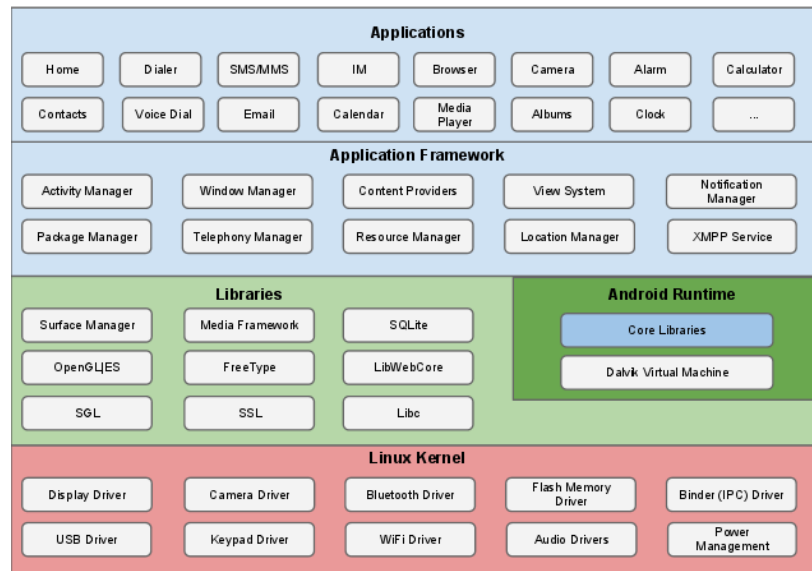 Applications
Home
Dialer
SMS/MMS
IM
Browser
Camera
Alarm
Calculator
Contacts
Voice Dial
Email
Calendar
Media
Player
Albums
Clock
...
Application Framework
Activity Manager
Window Manager
Content Providers
View System
Notification
Manager
Package Manager
Telephony Manager
Resource Manager
Location Manager
XMPP Service
Libraries
Surface Manager
Media Framework
SQLite
OpenGL|ES
FreeType
LibWebCore
SGL
SSL
Libc
Android Runtime
Core Libraries
Dalvik Virtual Machine
Linux Kernel
Display Driver
Camera Driver
Bluetooth Driver
Flash Memory
Driver
Binder (IPC) Driver
USB Driver
Keypad Driver
WiFi Driver
Audio Drivers
Power
Management